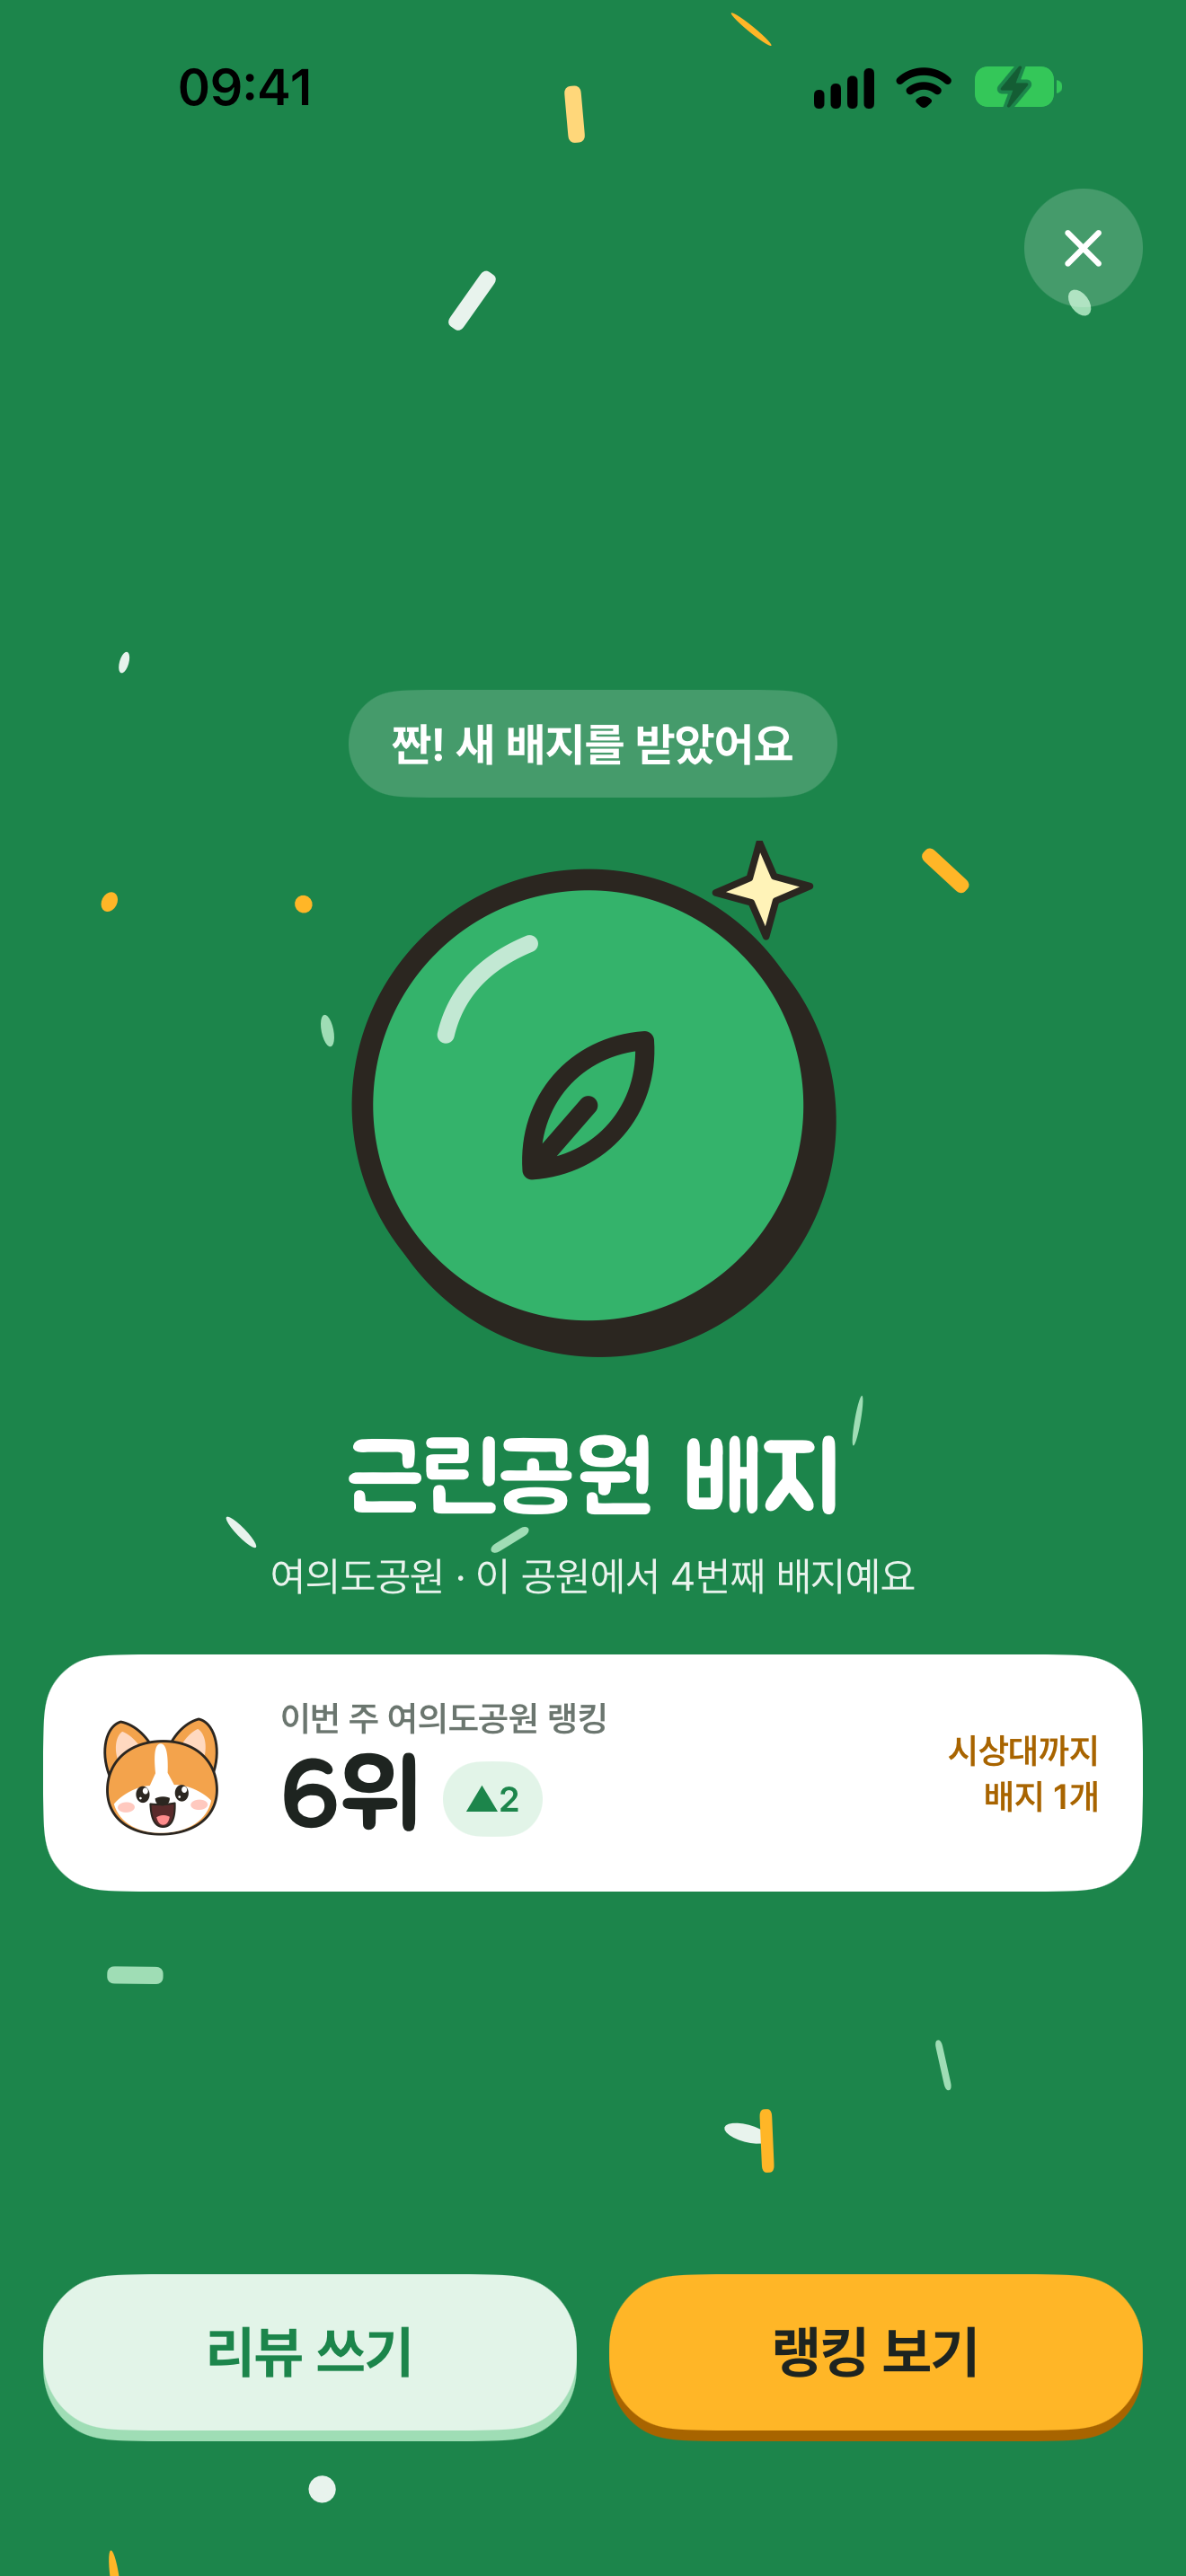 09:41
짠! 새 배지를 받았어요
근린공원 배지
여의도공원 · 이 공원에서 4번째 배지예요
이번 주 여의도공원 랭킹
6위 ▲2
시상대까지
배지 1개
리뷰 쓰기
랭킹 보기